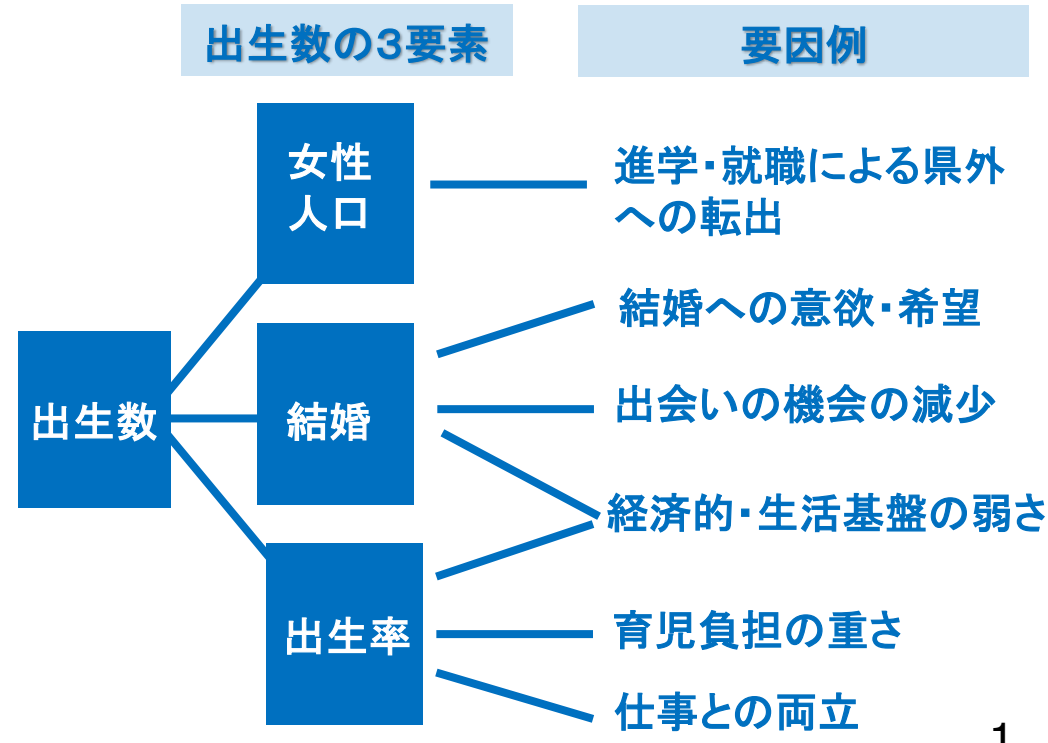 出生数の３要素
要因例
女性
人口
進学・就職による県外
への転出
結婚への意欲・希望
出生数
結婚
出会いの機会の減少
経済的・生活基盤の弱さ
出生率
育児負担の重さ
仕事との両立
1